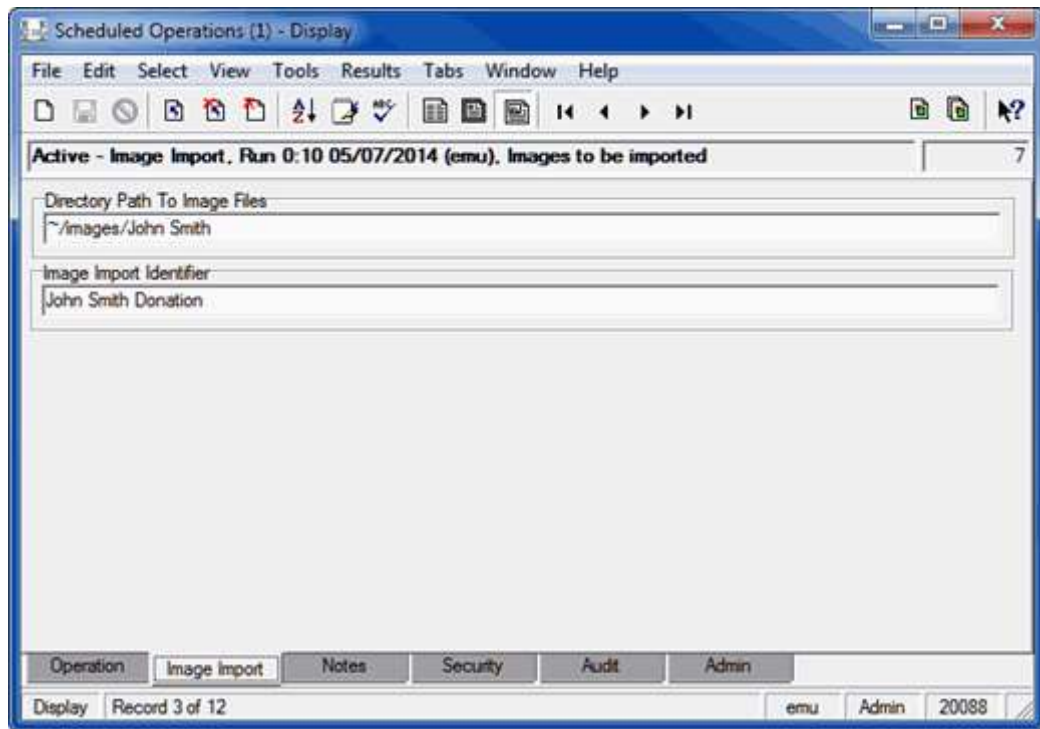 Scheduled Operations (1) - Display
File Edit Select View Tools Results Tabs Window Help
Active - Image Import, Run 0:10 05/07/2014 (emu), Images to be imported 7
Directory Path To Image Files
~/images/John Smith
Image Import Identifier
John Smith Donation
Operation Image Import Notes Security Audit Admin
Display Record 3 of 12 emu Admin 20088